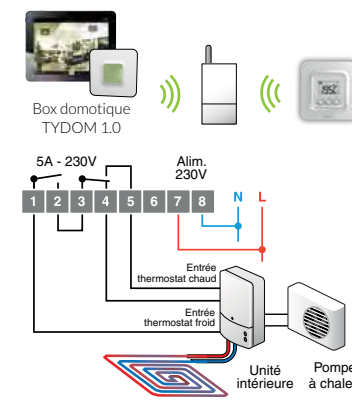 Box domotique
TYDOM 1.0
5A - 230V
Alim.
230V
1 2 3 4 5 6 7 8
N L
Entrée
thermostat chaud
Entrée
thermostat froid
Unité
intérieure
Pompe
à chale